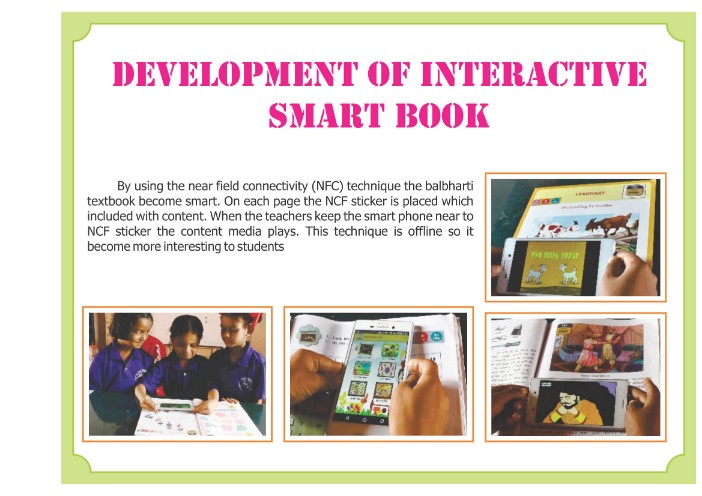 DEVELOPMENT OF INTERACTIVE
SMART BOOK
By using the near field connectivity (NFC) technique the balbharti
textbook become smart. On each page the NCF sticker is placed which
included with content. When the teachers keep the smart phone near to
NCF sticker the content media plays. This technique is offline so it
become more interesting to students